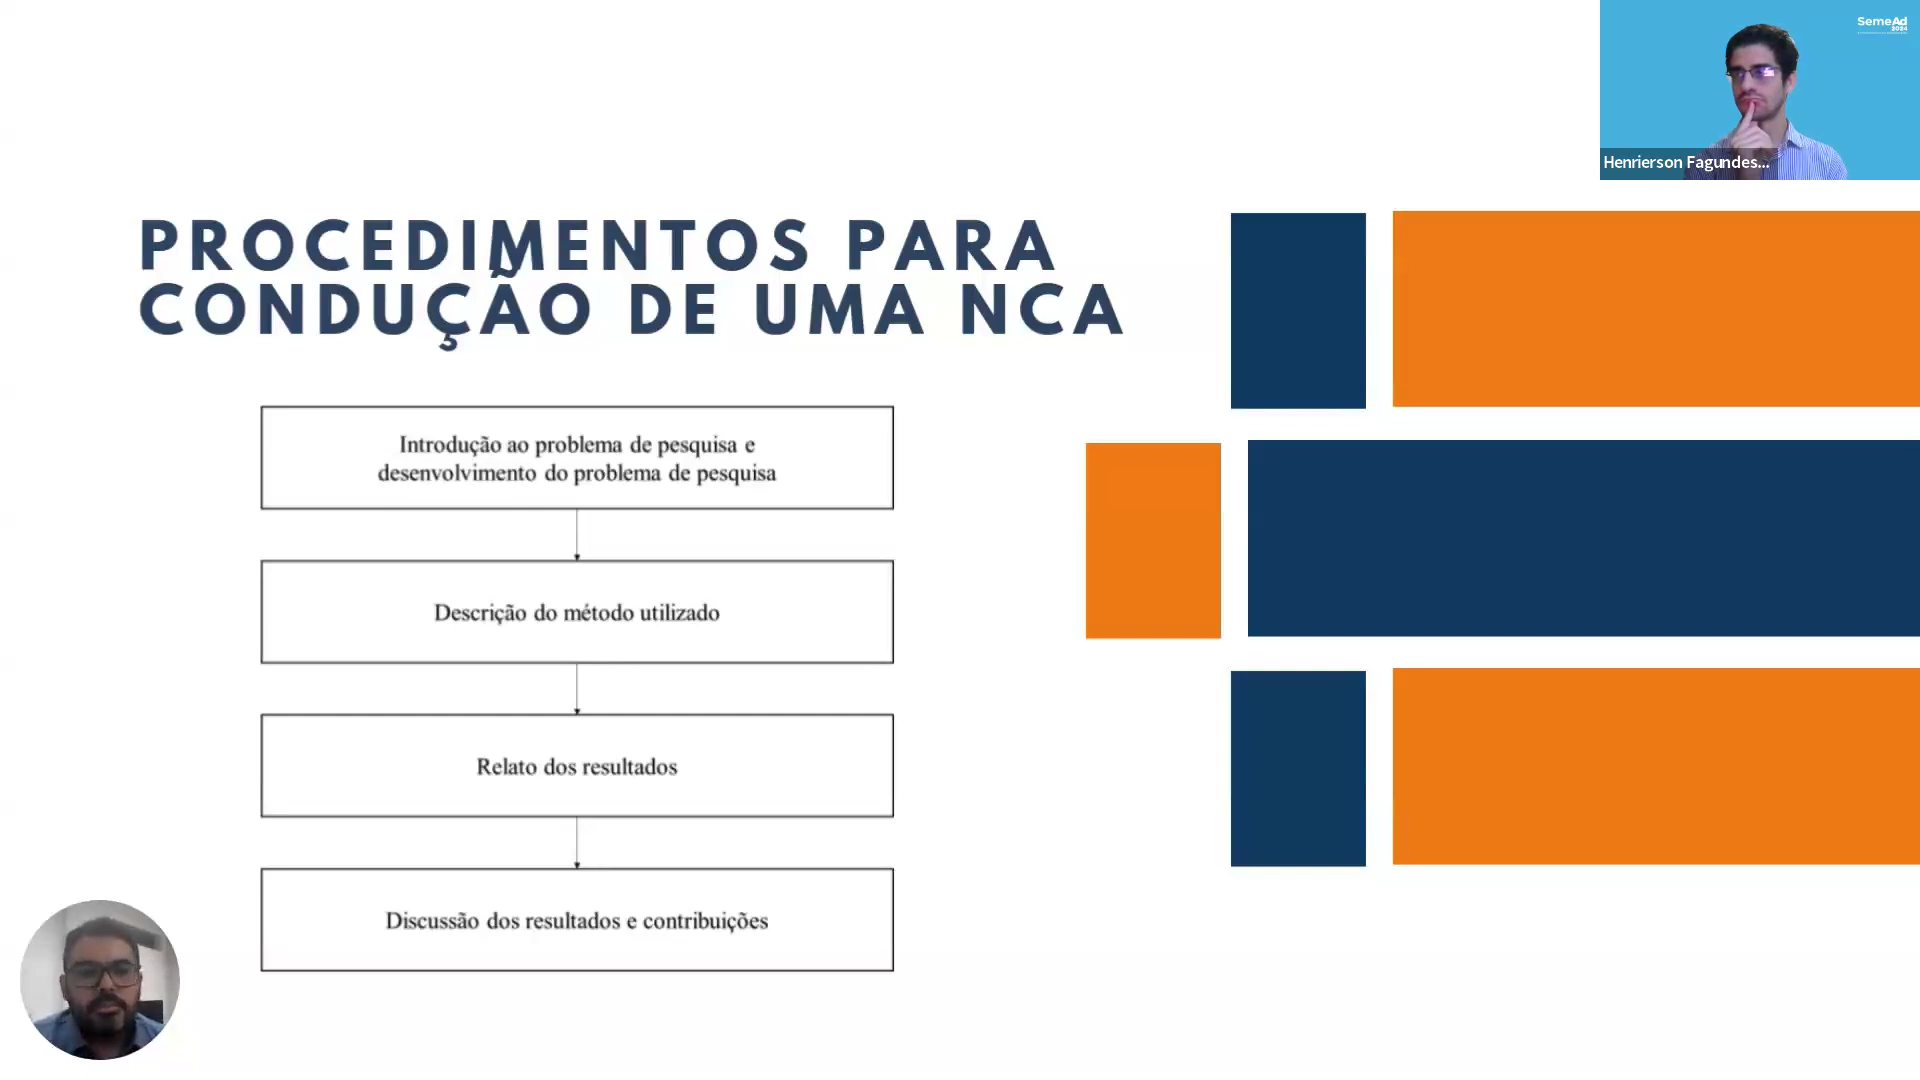 SemeAd
2024
Henrierson Fagundes...
PROCEDIMENTOS PARA
CONDUÇÃO DE UMA NCA
Introdução ao problema de pesquisa e
desenvolvimento do problema de pesquisa
Descrição do método utilizado
Relato dos resultados
Discussão dos resultados e contribuições